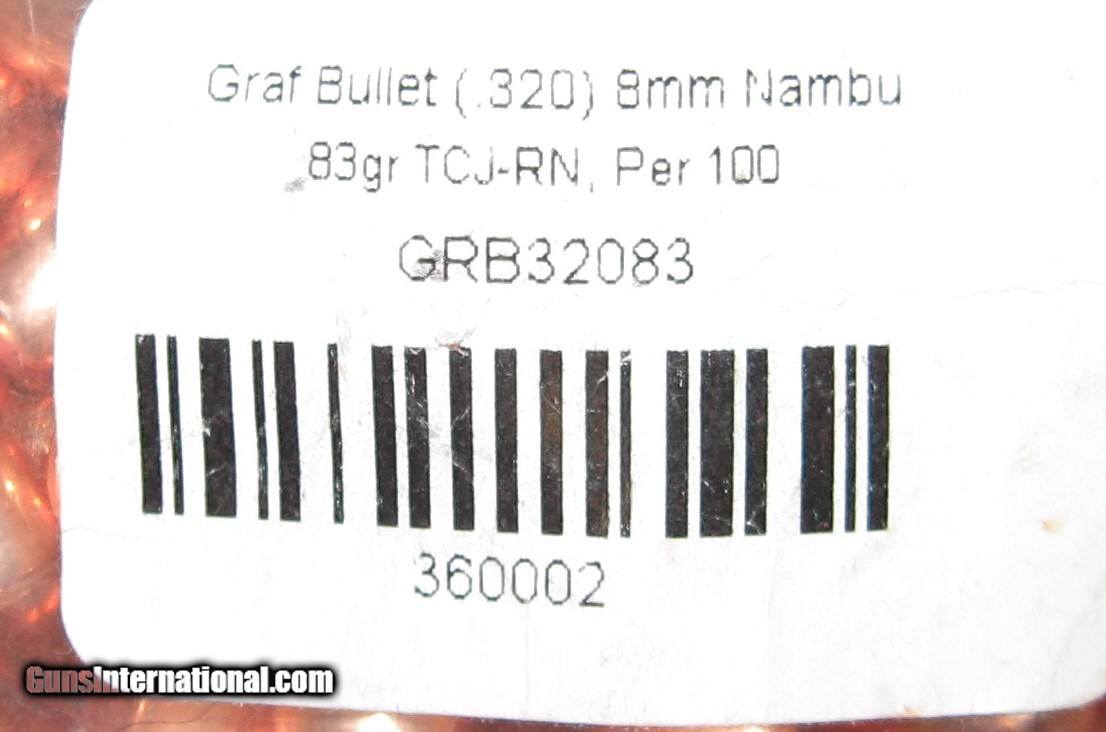 Graf Bullet (.320) 8mm Nambu
83gr TCJ-RN, Per 100
GRB32083
360002
GunsInternational.com